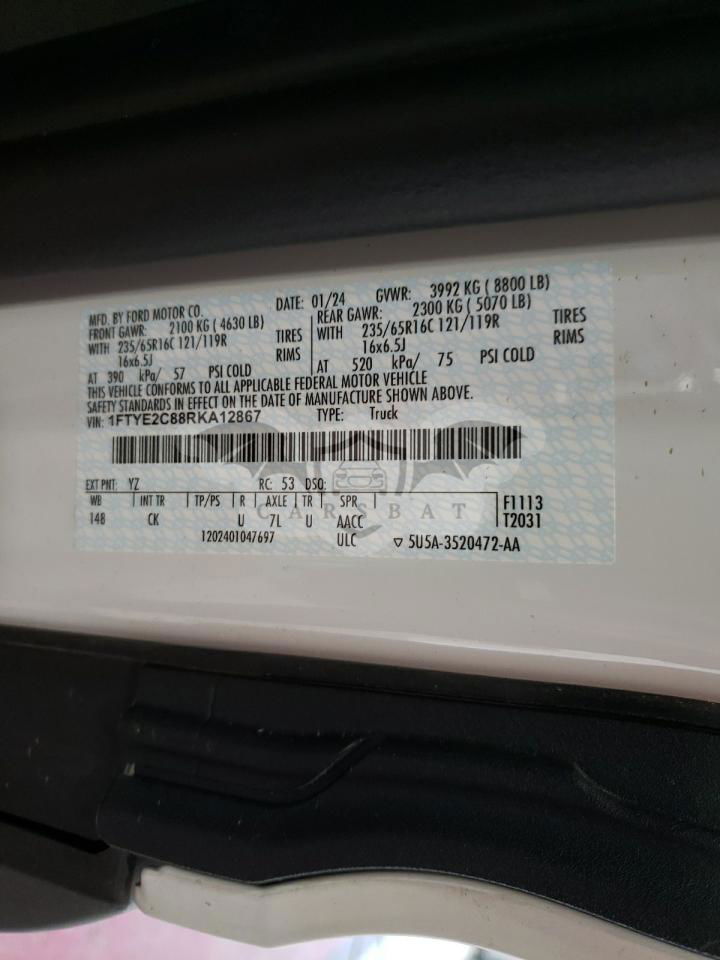 MFD. BY FORD MOTOR CO. DATE: 01/24 GVWR: 3992 KG ( 8800 LB)
FRONT GAWR: 2100 KG ( 4630 LB) REAR GAWR: 2300 KG ( 5070 LB)
WITH 235/65R16C 121/119R TIRES WITH 235/65R16C 121/119R TIRES
16x6.5J RIMS 16x6.5J RIMS
AT 390 kPa/ 57 PSI COLD AT 520 kPa/ 75 PSI COLD
THIS VEHICLE CONFORMS TO ALL APPLICABLE FEDERAL MOTOR VEHICLE
SAFETY STANDARDS IN EFFECT ON THE DATE OF MANUFACTURE SHOWN ABOVE.
VIN: 1FTYE2C88RKA12867 TYPE: Truck
EXT PNT: YZ RC: 53 DSO:
WB INT TR TP/PS R AXLE TR SPR F1113
148 CK U 7L U AACC T2031
1202401047697 ULC ▽ 5U5A-3520472-AA
CARSBAT